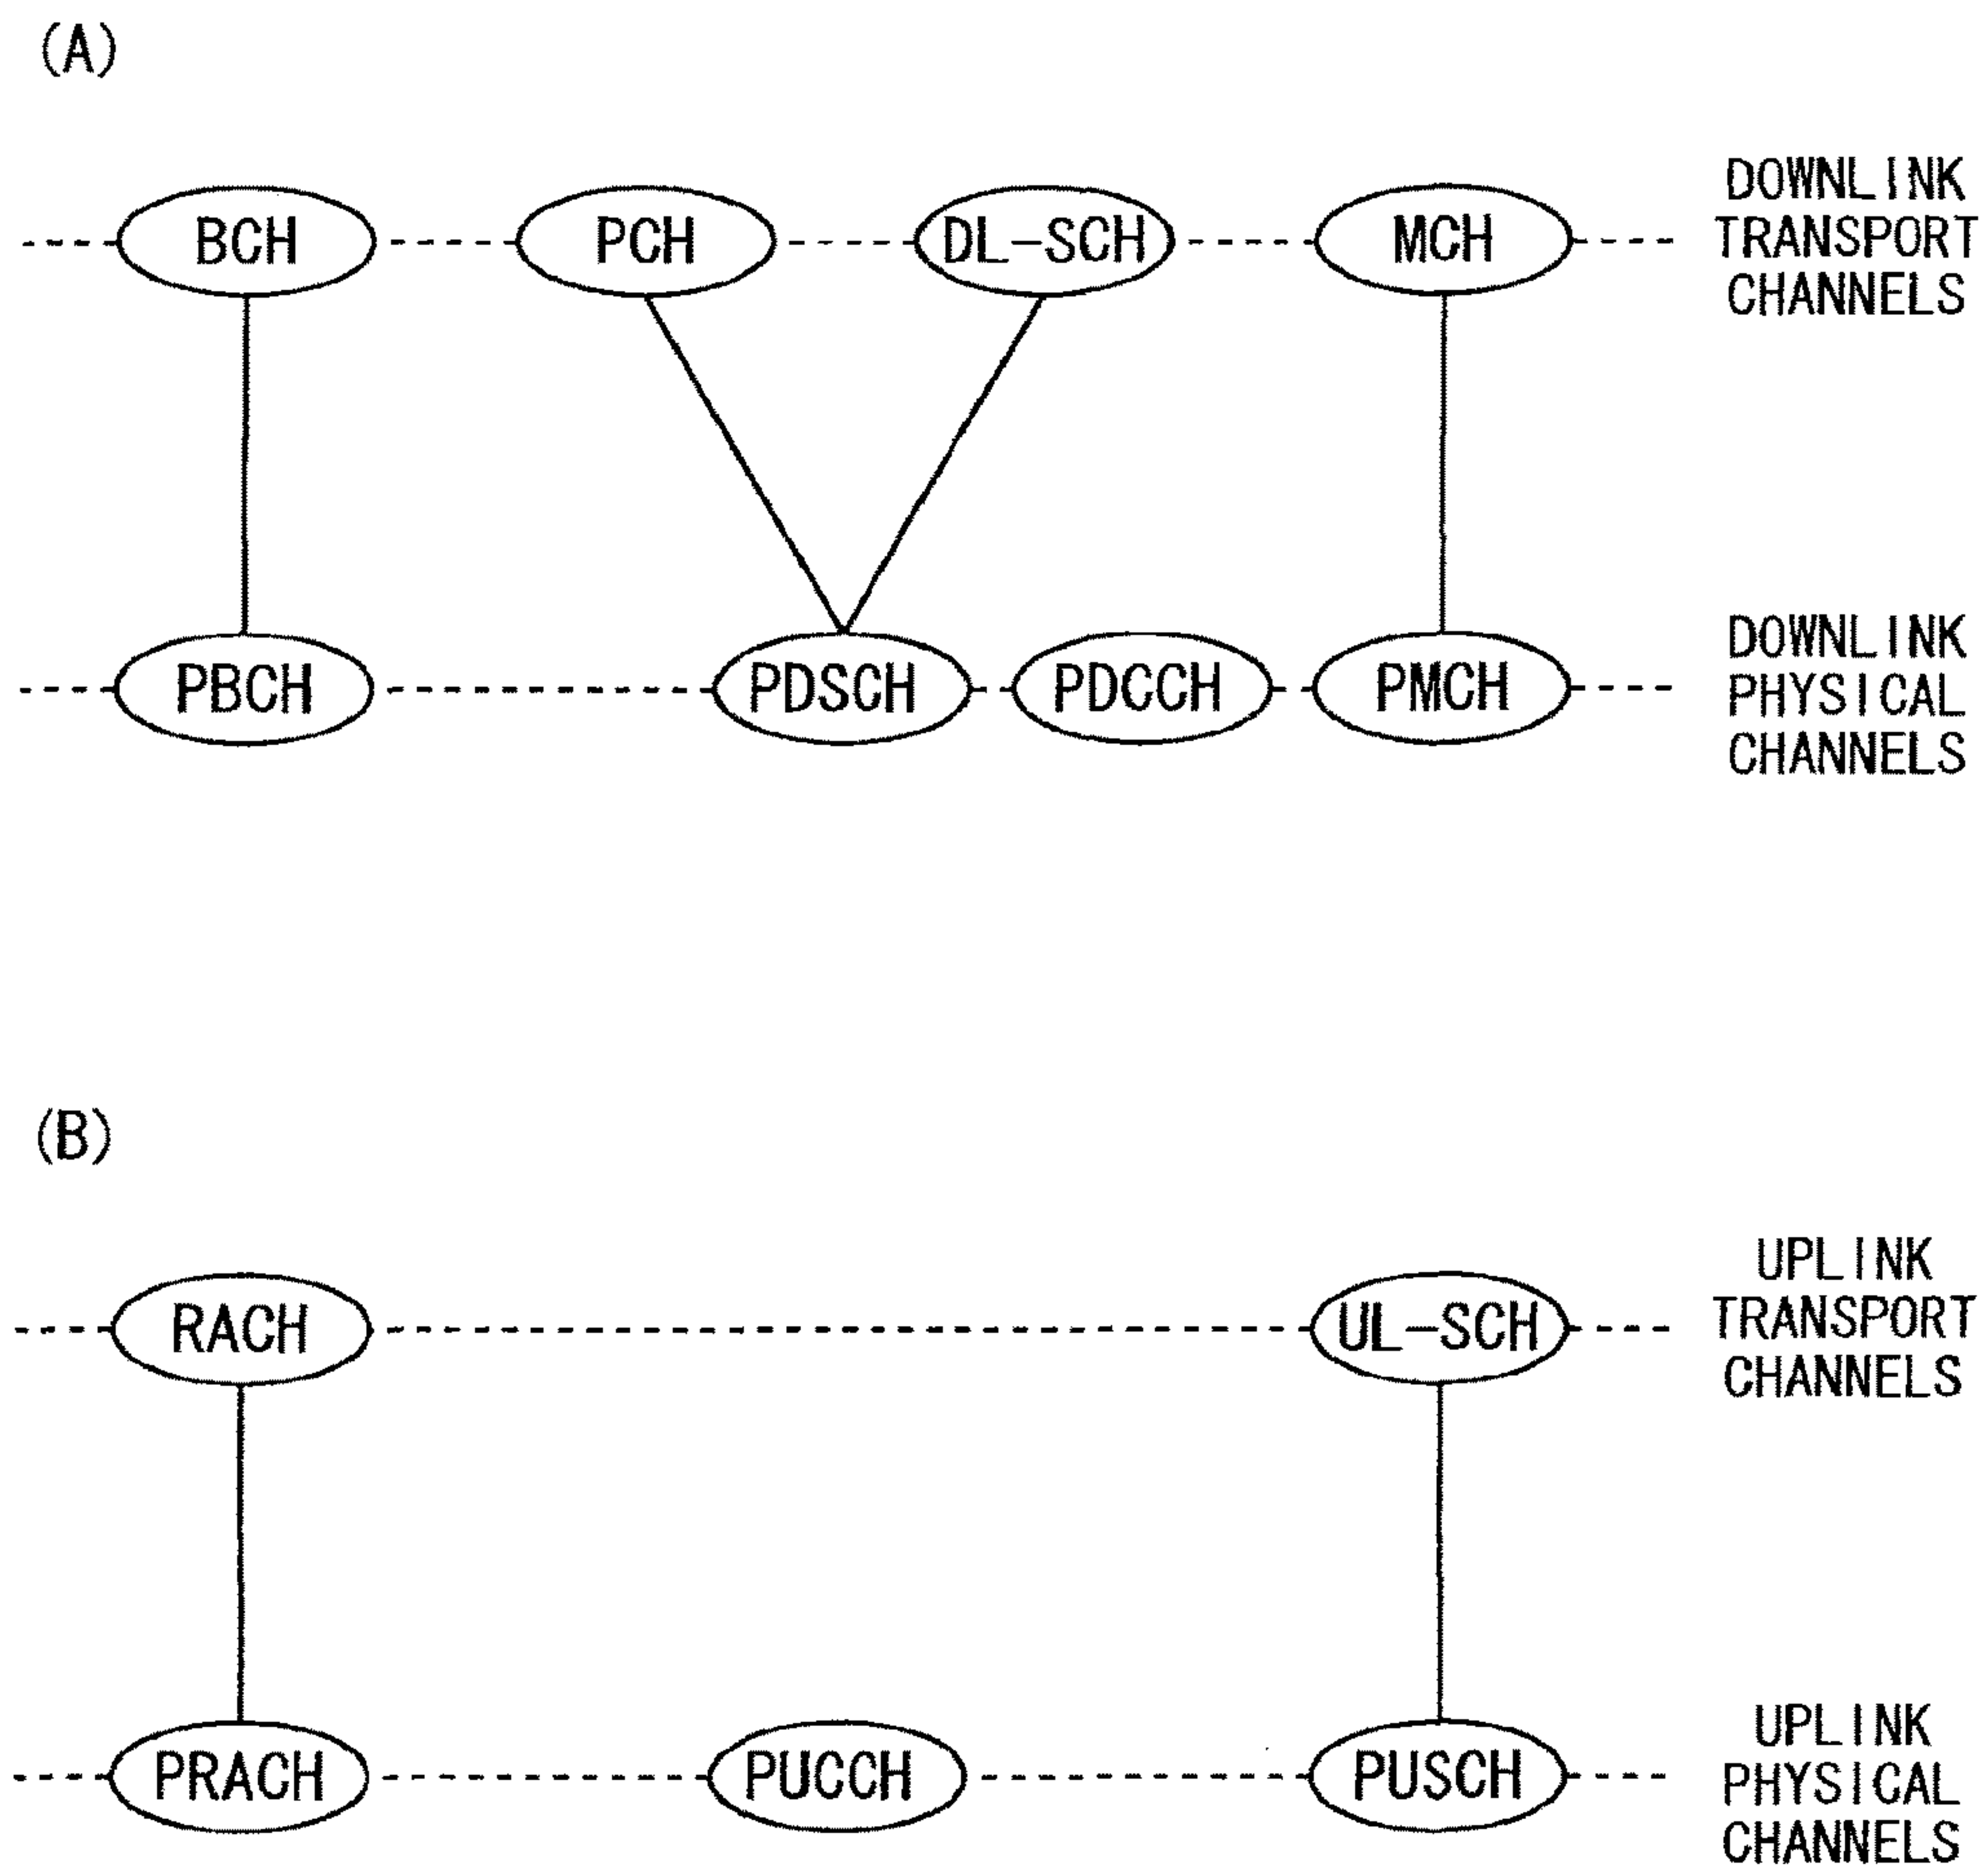 (A)
BCH PCH DL-SCH MCH
DOWNLINK
TRANSPORT
CHANNELS
PBCH PDSCH PDCCH PMCH
DOWNLINK
PHYSICAL
CHANNELS
(B)
RACH UL-SCH
UPLINK
TRANSPORT
CHANNELS
PRACH PUCCH PUSCH
UPLINK
PHYSICAL
CHANNELS